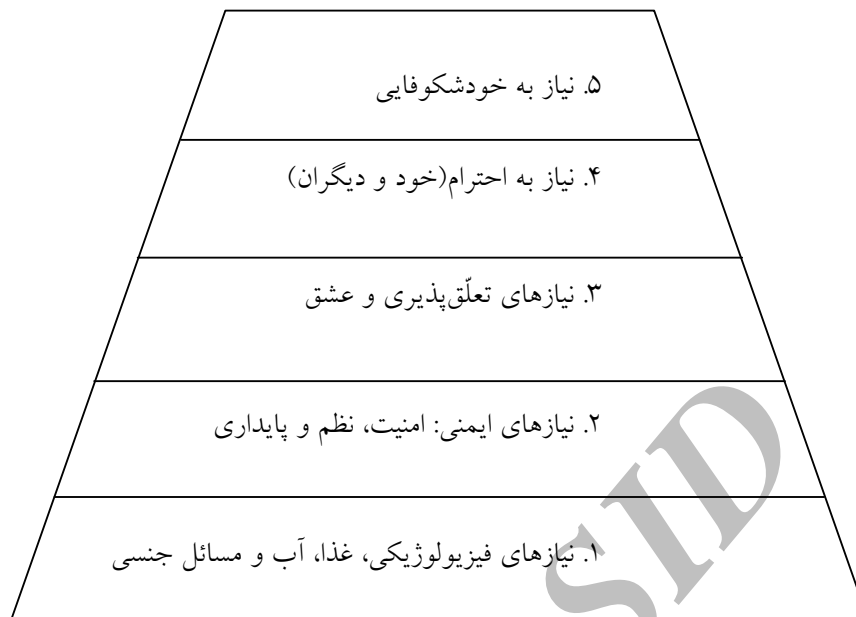 ۵. نیاز به خودشکوفایی
۴. نیاز به احترام(خود و دیگران)
۳. نیازهای تعلّق‌پذیری و عشق
۲. نیازهای ایمنی: امنیت، نظم و پایداری
۱. نیازهای فیزیولوژیکی، غذا، آب و مسائل جنسی
SID